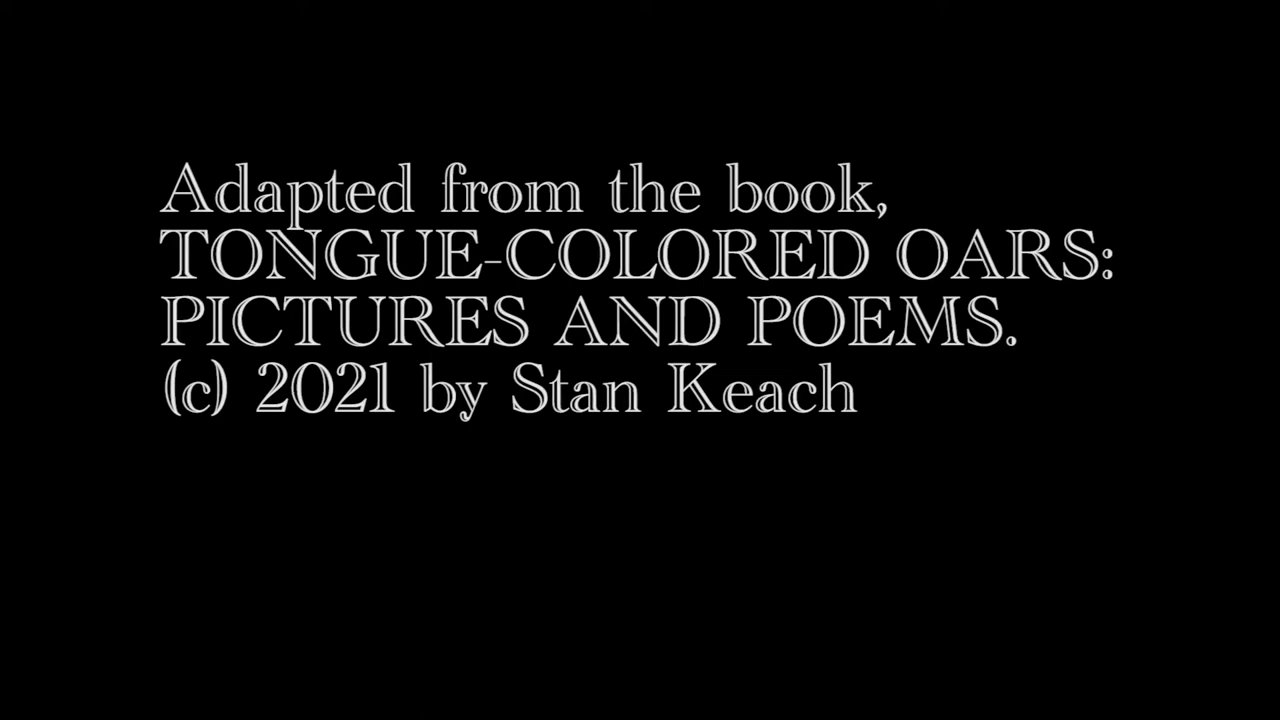 Adapted from the book,
TONGUE-COLORED OARS:
PICTURES AND POEMS.
(c) 2021 by Stan Keach